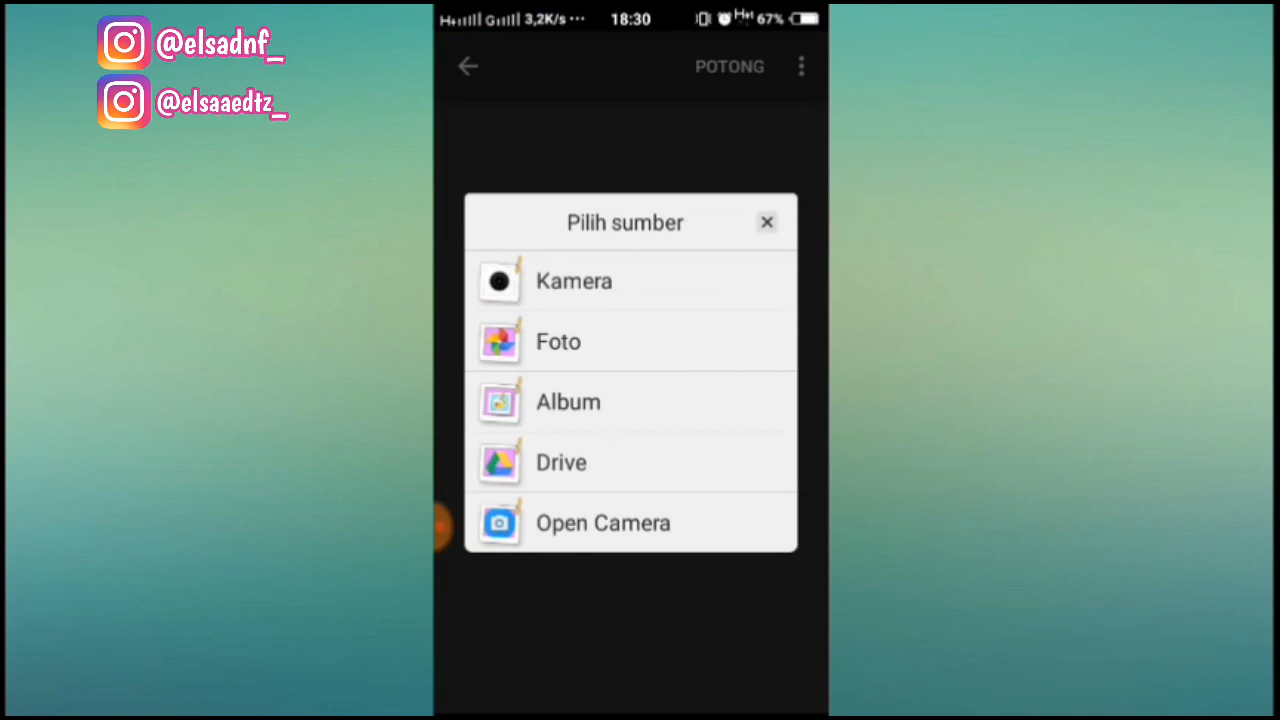 @elsadnf_
@elsaaedtz_
H+ G 3,2K/s ··· 18:30 H+ 67%
POTONG
Pilih sumber
Kamera
Foto
Album
Drive
Open Camera